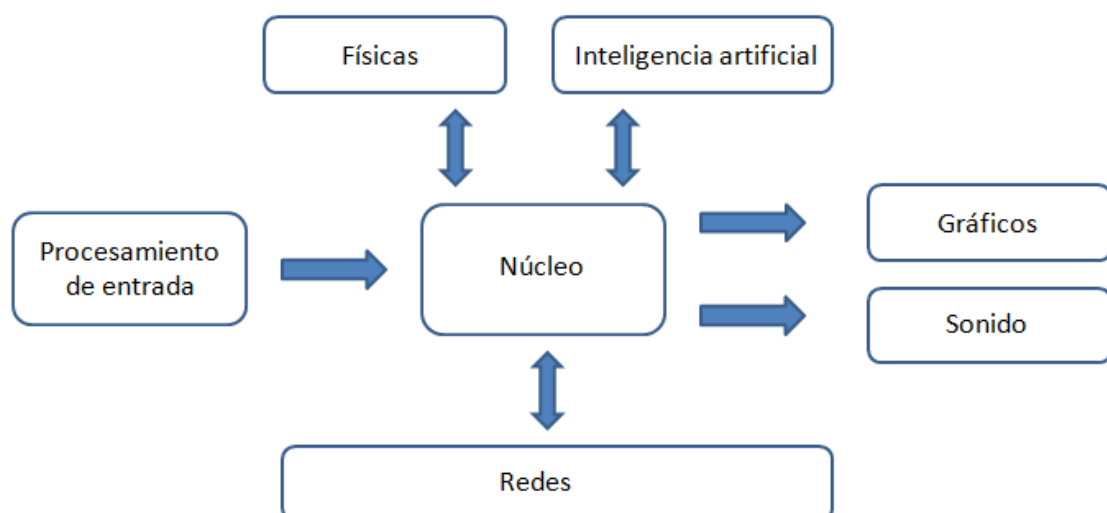 Físicas
Inteligencia artificial
Procesamiento
de entrada
Núcleo
Gráficos
Sonido
Redes